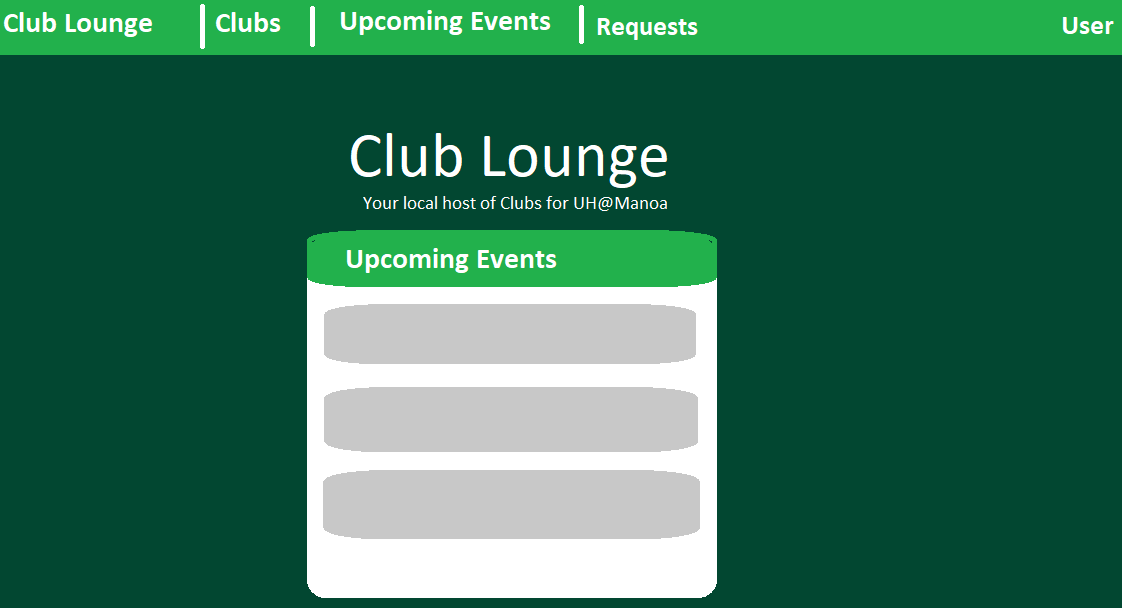 Club Lounge Clubs Upcoming Events Requests User
Club Lounge
Your local host of Clubs for UH@Manoa
Upcoming Events